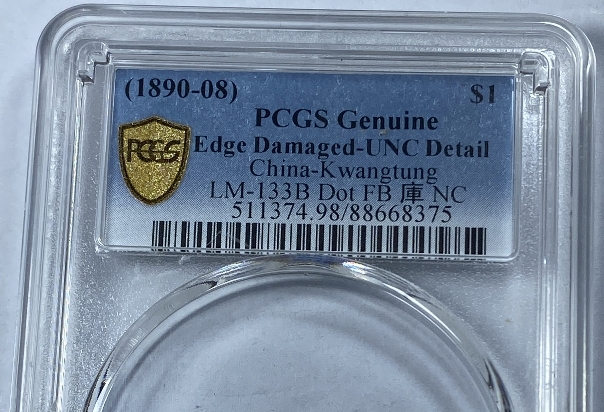 (1890-08) $1
PCGS Genuine
PCGS Edge Damaged-UNC Detail
China-Kwangtung
LM-133B Dot FB 庫 NC
511374.98/88668375